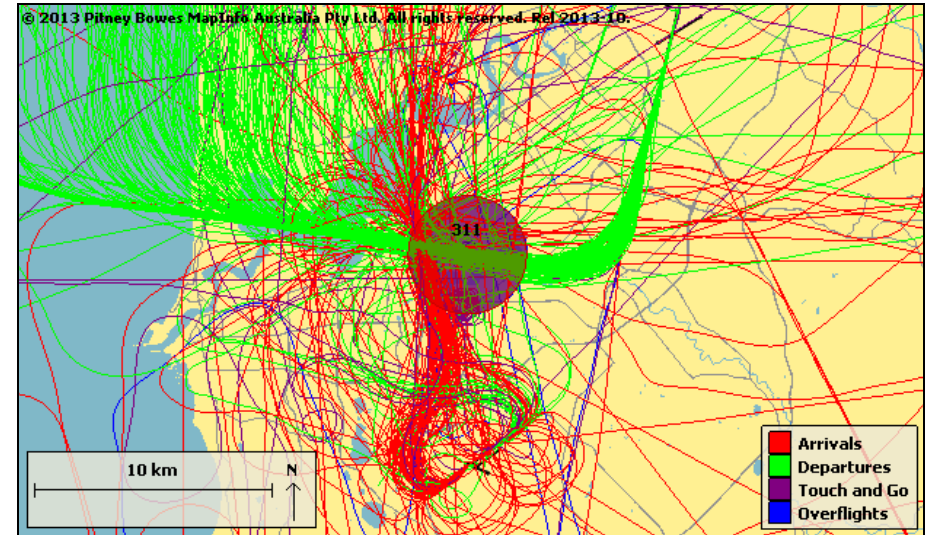 © 2013 Pitney Bowes MapInfo Australia Pty Ltd. All rights reserved. Rel 2013-10.
311
10 km
N
Arrivals
Departures
Touch and Go
Overflights